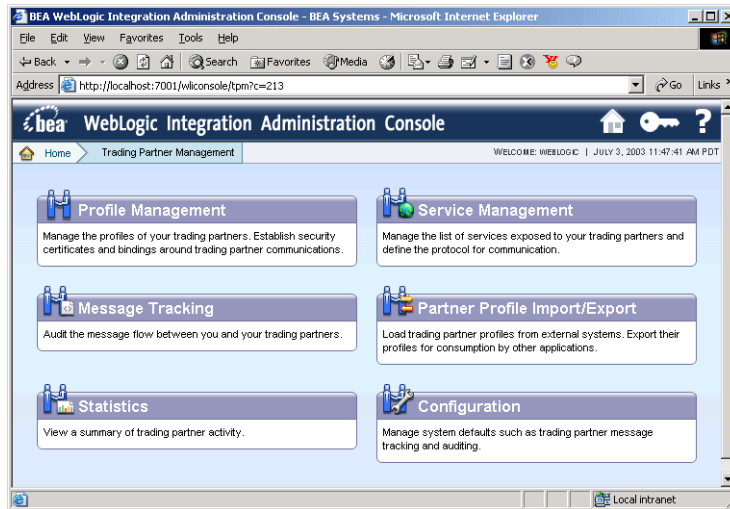 BEA WebLogic Integration Administration Console - BEA Systems - Microsoft Internet Explorer
File Edit View Favorites Tools Help
Back Search Favorites Media
Address http://localhost:7001/wliconsole/tpm?c=213 Go Links
bea WebLogic Integration Administration Console ?
Home Trading Partner Management WELCOME: WEBLOGIC | JULY 3, 2003 11:47:41 AM PDT
Profile Management
Manage the profiles of your trading partners. Establish security
certificates and bindings around trading partner communications.
Service Management
Manage the list of services exposed to your trading partners and
define the protocol for communication.
Message Tracking
Audit the message flow between you and your trading partners.
Partner Profile Import/Export
Load trading partner profiles from external systems. Export their
profiles for consumption by other applications.
Statistics
View a summary of trading partner activity.
Configuration
Manage system defaults such as trading partner message
tracking and auditing.
Local intranet